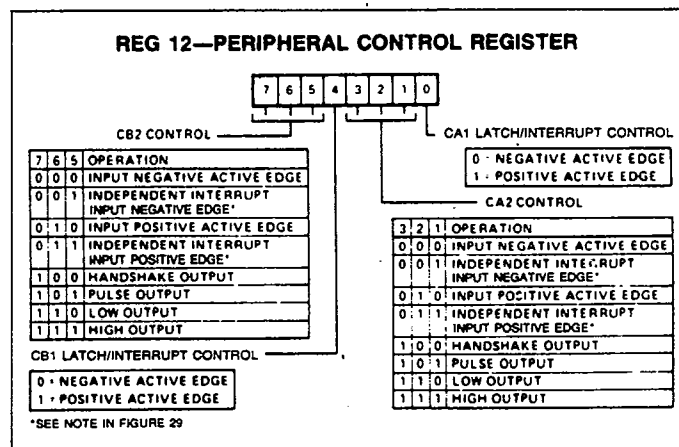 REG 12—PERIPHERAL CONTROL REGISTER
7 6 5 4 3 2 1 0
CB2 CONTROL
7 6 5 OPERATION
0 0 0 INPUT NEGATIVE ACTIVE EDGE
0 0 1 INDEPENDENT INTERRUPT
INPUT NEGATIVE EDGE*
0 1 0 INPUT POSITIVE ACTIVE EDGE
0 1 1 INDEPENDENT INTERRUPT
INPUT POSITIVE EDGE*
1 0 0 HANDSHAKE OUTPUT
1 0 1 PULSE OUTPUT
1 1 0 LOW OUTPUT
1 1 1 HIGH OUTPUT
CB1 LATCH/INTERRUPT CONTROL
0 = NEGATIVE ACTIVE EDGE
1 = POSITIVE ACTIVE EDGE
*SEE NOTE IN FIGURE 29
CA1 LATCH/INTERRUPT CONTROL
0 = NEGATIVE ACTIVE EDGE
1 = POSITIVE ACTIVE EDGE
CA2 CONTROL
3 2 1 OPERATION
0 0 0 INPUT NEGATIVE ACTIVE EDGE
0 0 1 INDEPENDENT INTERRUPT
INPUT NEGATIVE EDGE*
0 1 0 INPUT POSITIVE ACTIVE EDGE
0 1 1 INDEPENDENT INTERRUPT
INPUT POSITIVE EDGE*
1 0 0 HANDSHAKE OUTPUT
1 0 1 PULSE OUTPUT
1 1 0 LOW OUTPUT
1 1 1 HIGH OUTPUT